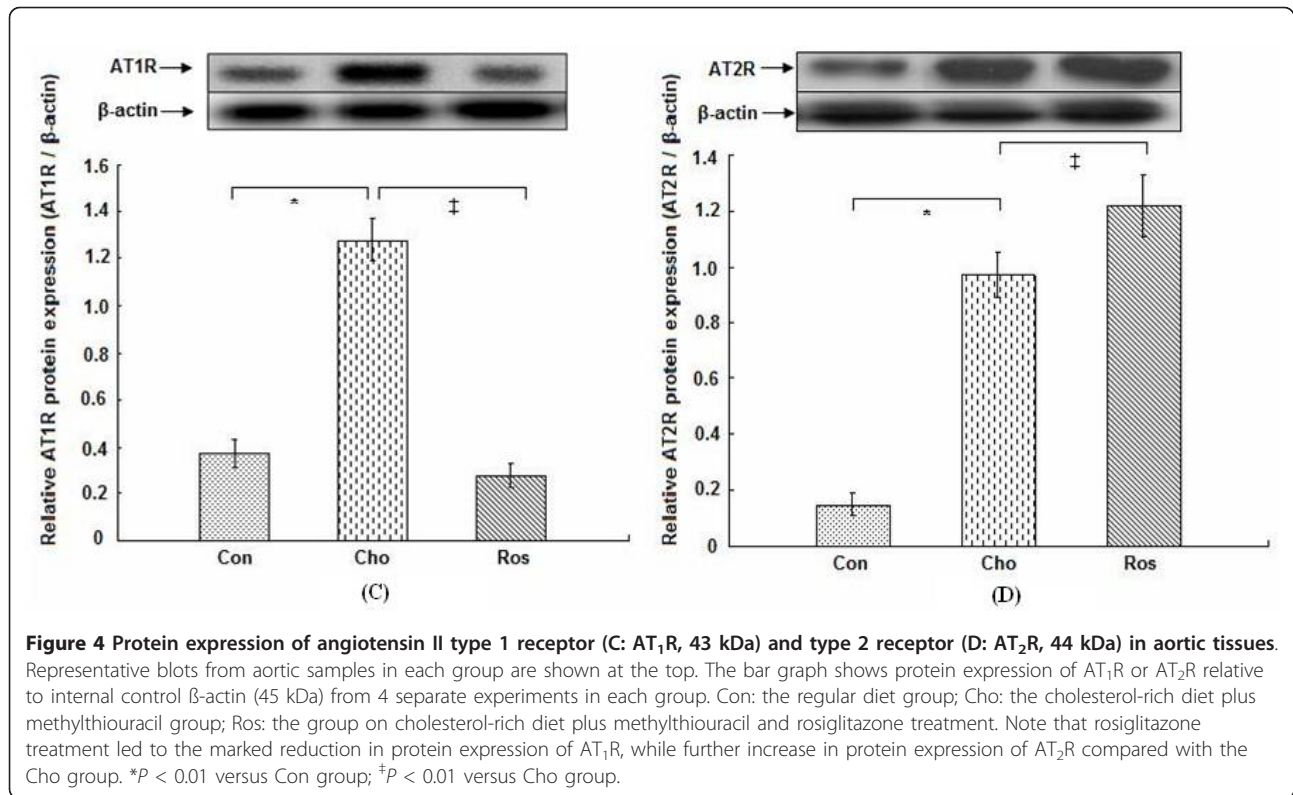 AT1R
β-actin
Relative AT1R protein expression (AT1R / β-actin)
1.6
1.4
1.2
1.0
0.8
0.6
0.4
0.2
0
*
‡
Con Cho Ros
(C)
AT2R
β-actin
Relative AT2R protein expression (AT2R / β-actin)
1.4
1.2
1.0
0.8
0.6
0.4
0.2
0
*
‡
Con Cho Ros
(D)
Figure 4 Protein expression of angiotensin II type 1 receptor (C: AT₁R, 43 kDa) and type 2 receptor (D: AT₂R, 44 kDa) in aortic tissues.
Representative blots from aortic samples in each group are shown at the top. The bar graph shows protein expression of AT₁R or AT₂R relative
to internal control ß-actin (45 kDa) from 4 separate experiments in each group. Con: the regular diet group; Cho: the cholesterol-rich diet plus
methylthiouracil group; Ros: the group on cholesterol-rich diet plus methylthiouracil and rosiglitazone treatment. Note that rosiglitazone
treatment led to the marked reduction in protein expression of AT₁R, while further increase in protein expression of AT₂R compared with the
Cho group. *P < 0.01 versus Con group; ‡P < 0.01 versus Cho group.